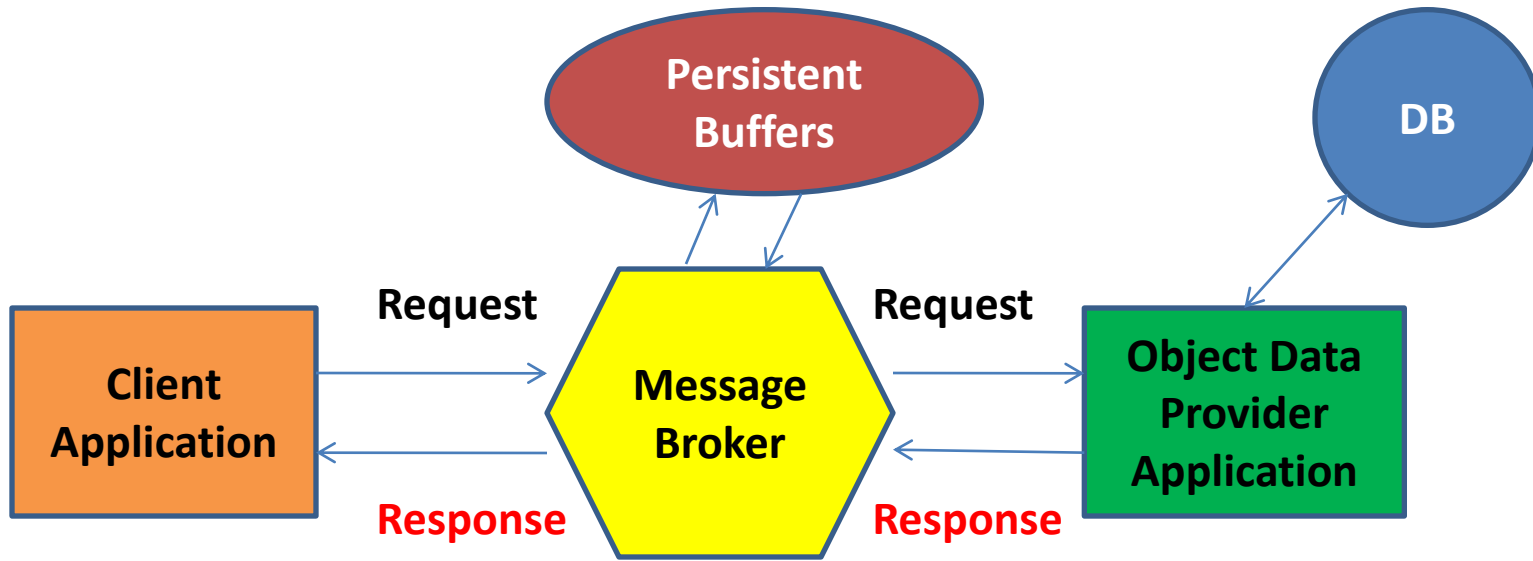 Persistent
Buffers
DB
Request
Request
Client
Application
Message
Broker
Object Data
Provider
Application
Response
Response